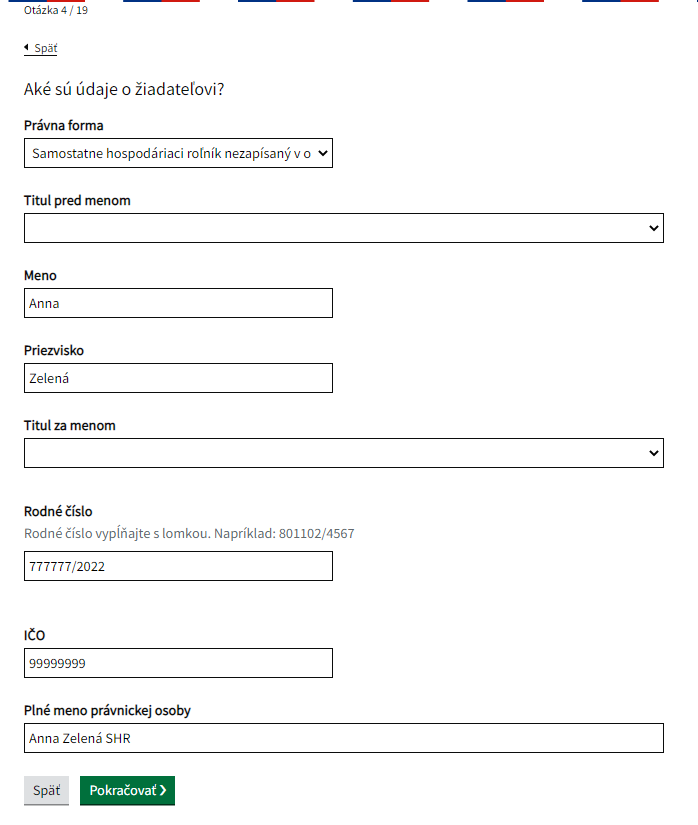 Otázka 4 / 19
Späť
Aké sú údaje o žiadateľovi?
Právna forma
Samostatne hospodáriaci roľník nezapísaný v o
Titul pred menom
Meno
Anna
Priezvisko
Zelená
Titul za menom
Rodné číslo
Rodné číslo vypĺňajte s lomkou. Napríklad: 801102/4567
777777/2022
IČO
99999999
Plné meno právnickej osoby
Anna Zelená SHR
Späť Pokračovať